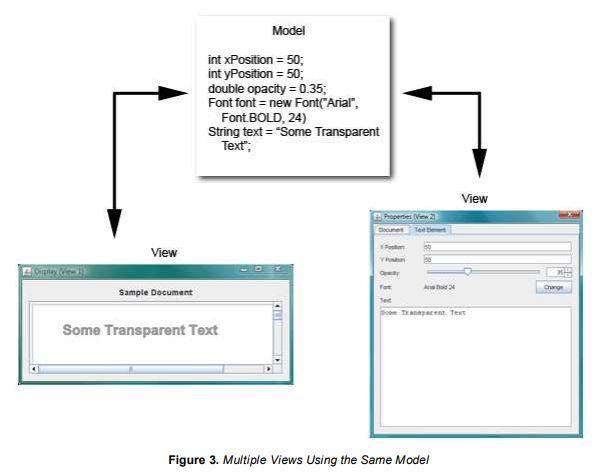 Model
int xPosition = 50;
int yPosition = 50;
double opacity = 0.35;
Font font = new Font("Arial",
Font.BOLD, 24)
String text = “Some Transparent
Text”;
View
Display (View 1)
Sample Document
Some Transparent Text
View
Properties (View 2)
Document Text Element
X Position: 50
Y Position: 50
Opacity: 35
Font: Arial Bold 24 Change
Text:
Some Transparent Text
Figure 3. Multiple Views Using the Same Model